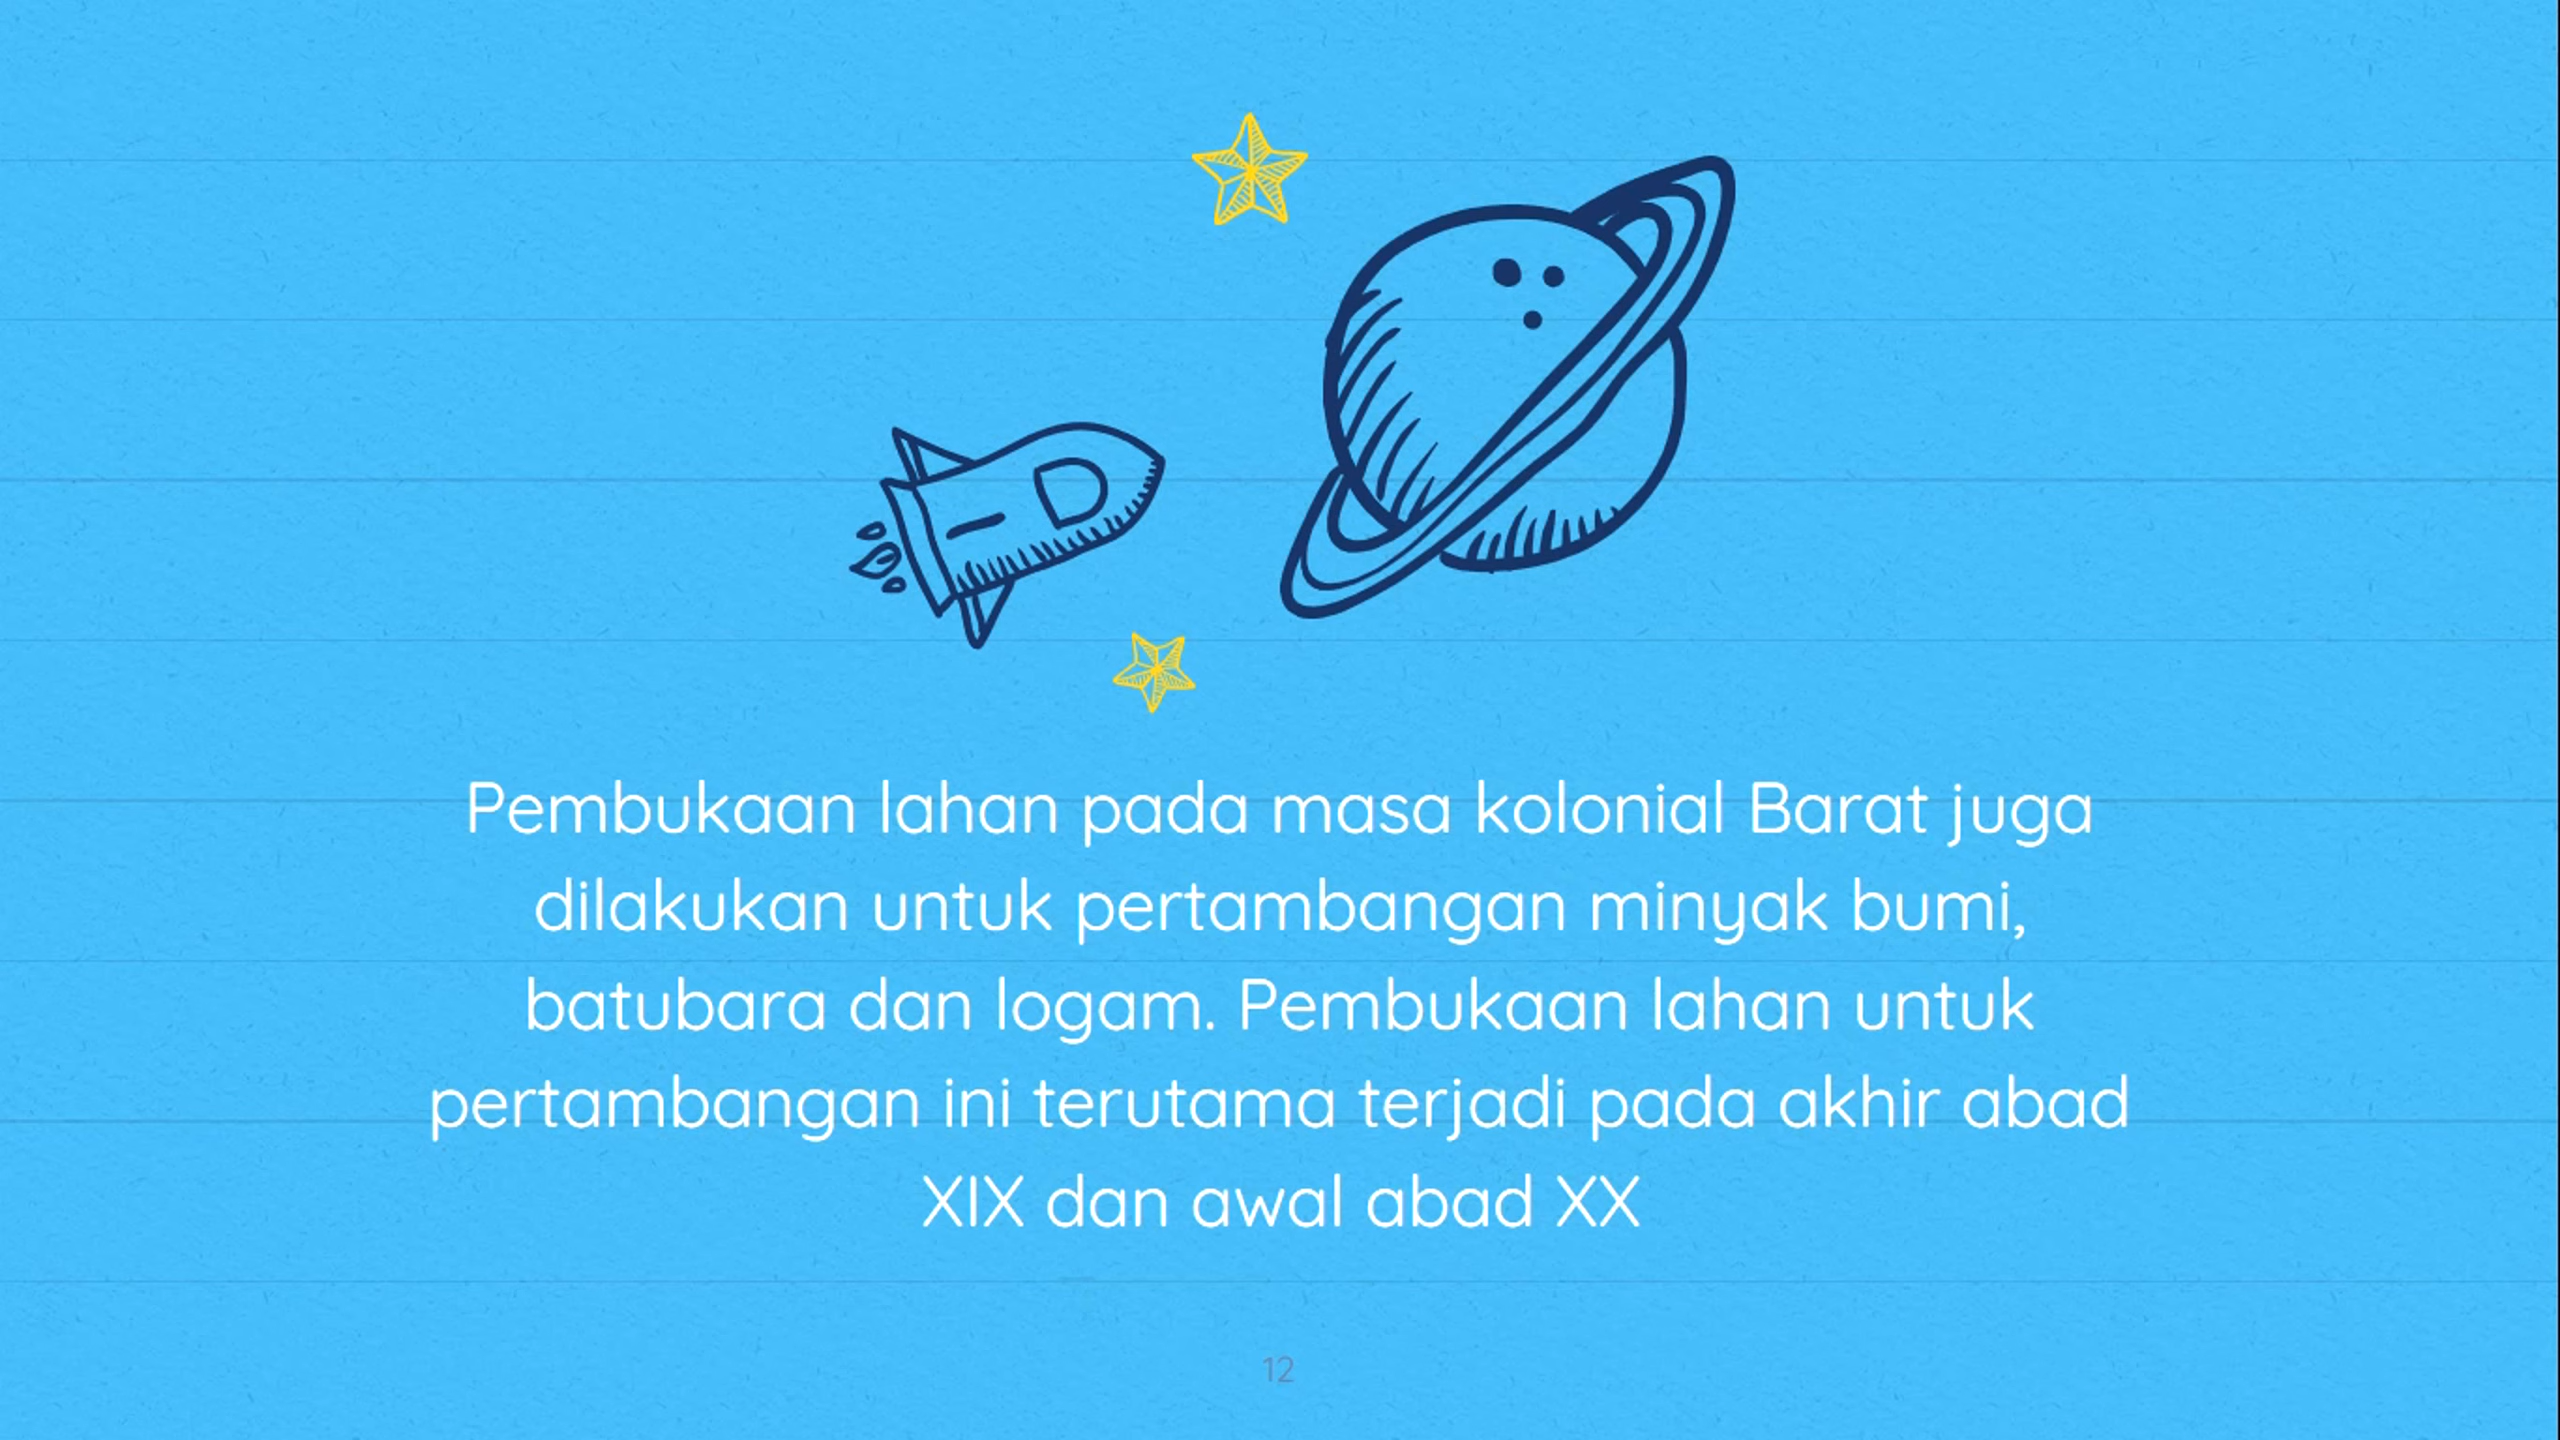 Pembukaan lahan pada masa kolonial Barat juga
dilakukan untuk pertambangan minyak bumi,
batubara dan logam. Pembukaan lahan untuk
pertambangan ini terutama terjadi pada akhir abad
XIX dan awal abad XX
12